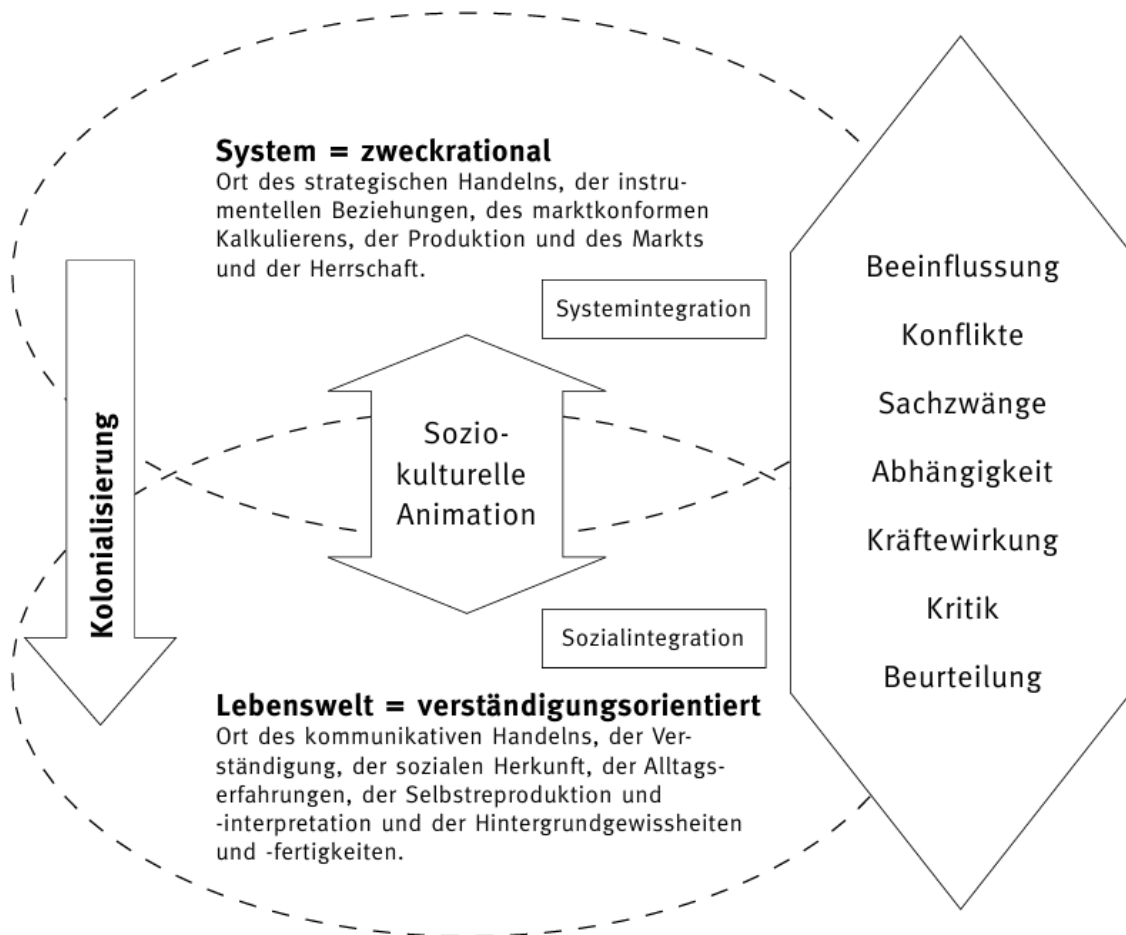 System = zweckrational
Ort des strategischen Handelns, der instru-
mentellen Beziehungen, des marktkonformen
Kalkulierens, der Produktion und des Markts
und der Herrschaft.
Systemintegration
Kolonialisierung
Sozio-
kulturelle
Animation
Sozialintegration
Lebenswelt = verständigungsorientiert
Ort des kommunikativen Handelns, der Ver-
ständigung, der sozialen Herkunft, der Alltags-
erfahrungen, der Selbstreproduktion und
-interpretation und der Hintergrundgewissheiten
und -fertigkeiten.
Beeinflussung
Konflikte
Sachzwänge
Abhängigkeit
Kräftewirkung
Kritik
Beurteilung